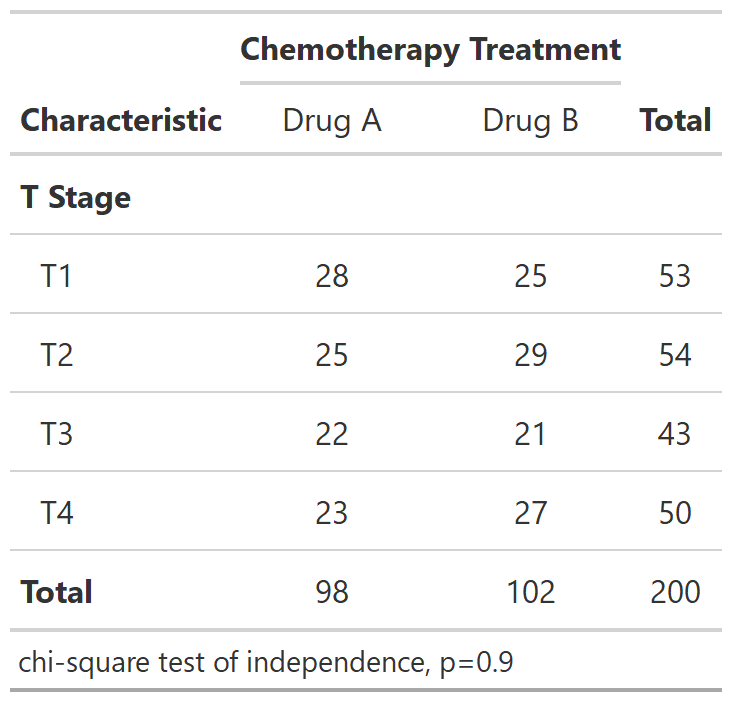 Chemotherapy Treatment
Characteristic Drug A Drug B Total
T Stage
T1 28 25 53
T2 25 29 54
T3 22 21 43
T4 23 27 50
Total 98 102 200
chi-square test of independence, p=0.9